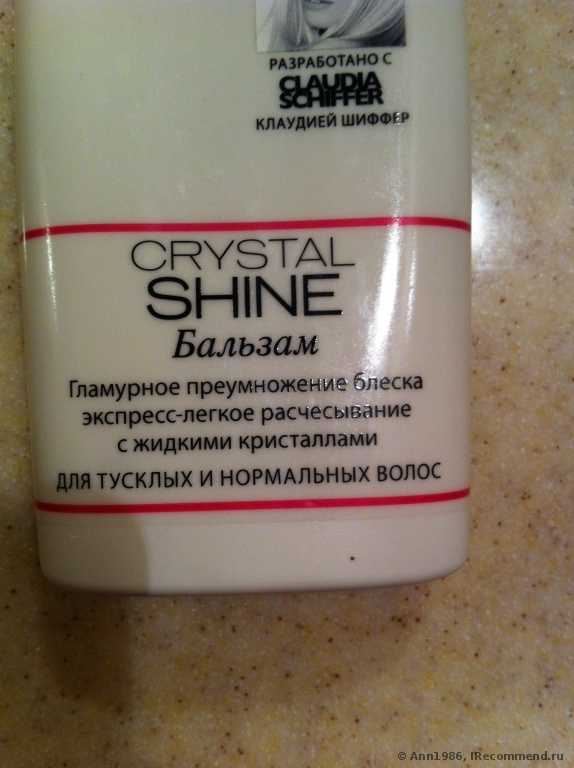 РАЗРАБОТАНО С
CLAUDIA
SCHIFFER
КЛАУДИЕЙ ШИФФЕР
CRYSTAL
SHINE
Бальзам
Гламурное преумножение блеска
экспресс-легкое расчесывание
с жидкими кристаллами
ДЛЯ ТУСКЛЫХ И НОРМАЛЬНЫХ ВОЛОС
© Ann1986, IRecommend.ru